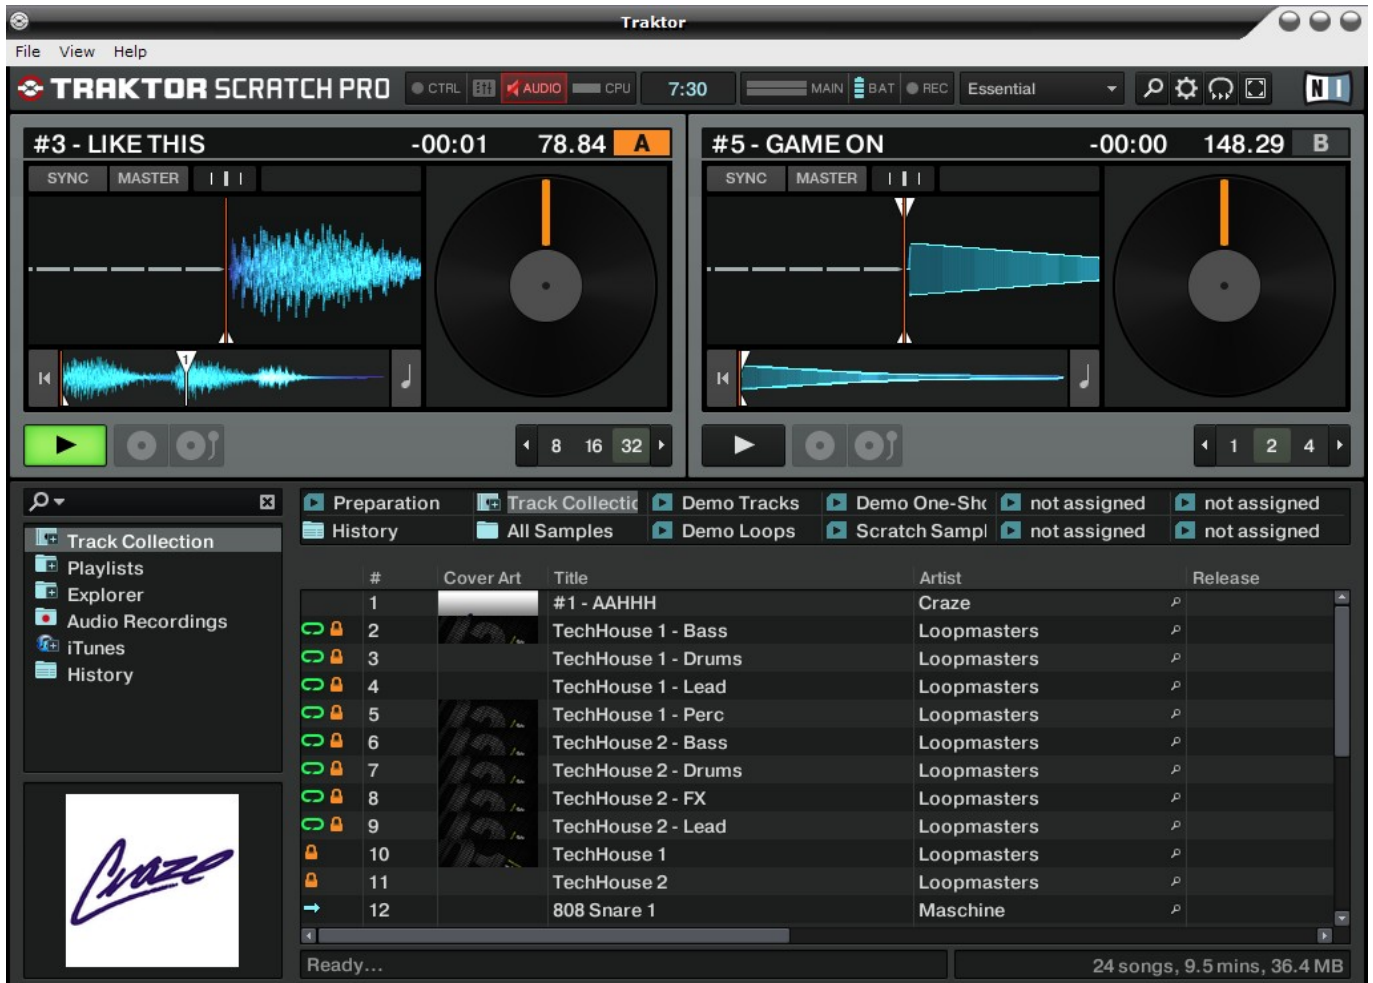 Traktor
File View Help
TRAKTOR SCRATCH PRO CTRL AUDIO CPU 7:30 MAIN BAT REC Essential NI
#3 - LIKE THIS -00:01 78.84 A
#5 - GAME ON -00:00 148.29 B
SYNC MASTER
SYNC MASTER
1
8 16 32
1 2 4
Preparation Track Collectic Demo Tracks Demo One-Shc not assigned not assigned
History All Samples Demo Loops Scratch Sampl not assigned not assigned
Track Collection
Playlists
Explorer
Audio Recordings
iTunes
History
# Cover Art Title Artist Release
1 #1 - AAHHH Craze
2 TechHouse 1 - Bass Loopmasters
3 TechHouse 1 - Drums Loopmasters
4 TechHouse 1 - Lead Loopmasters
5 TechHouse 1 - Perc Loopmasters
6 TechHouse 2 - Bass Loopmasters
7 TechHouse 2 - Drums Loopmasters
8 TechHouse 2 - FX Loopmasters
9 TechHouse 2 - Lead Loopmasters
10 TechHouse 1 Loopmasters
11 TechHouse 2 Loopmasters
12 808 Snare 1 Maschine
Craze
Ready... 24 songs, 9.5 mins, 36.4 MB